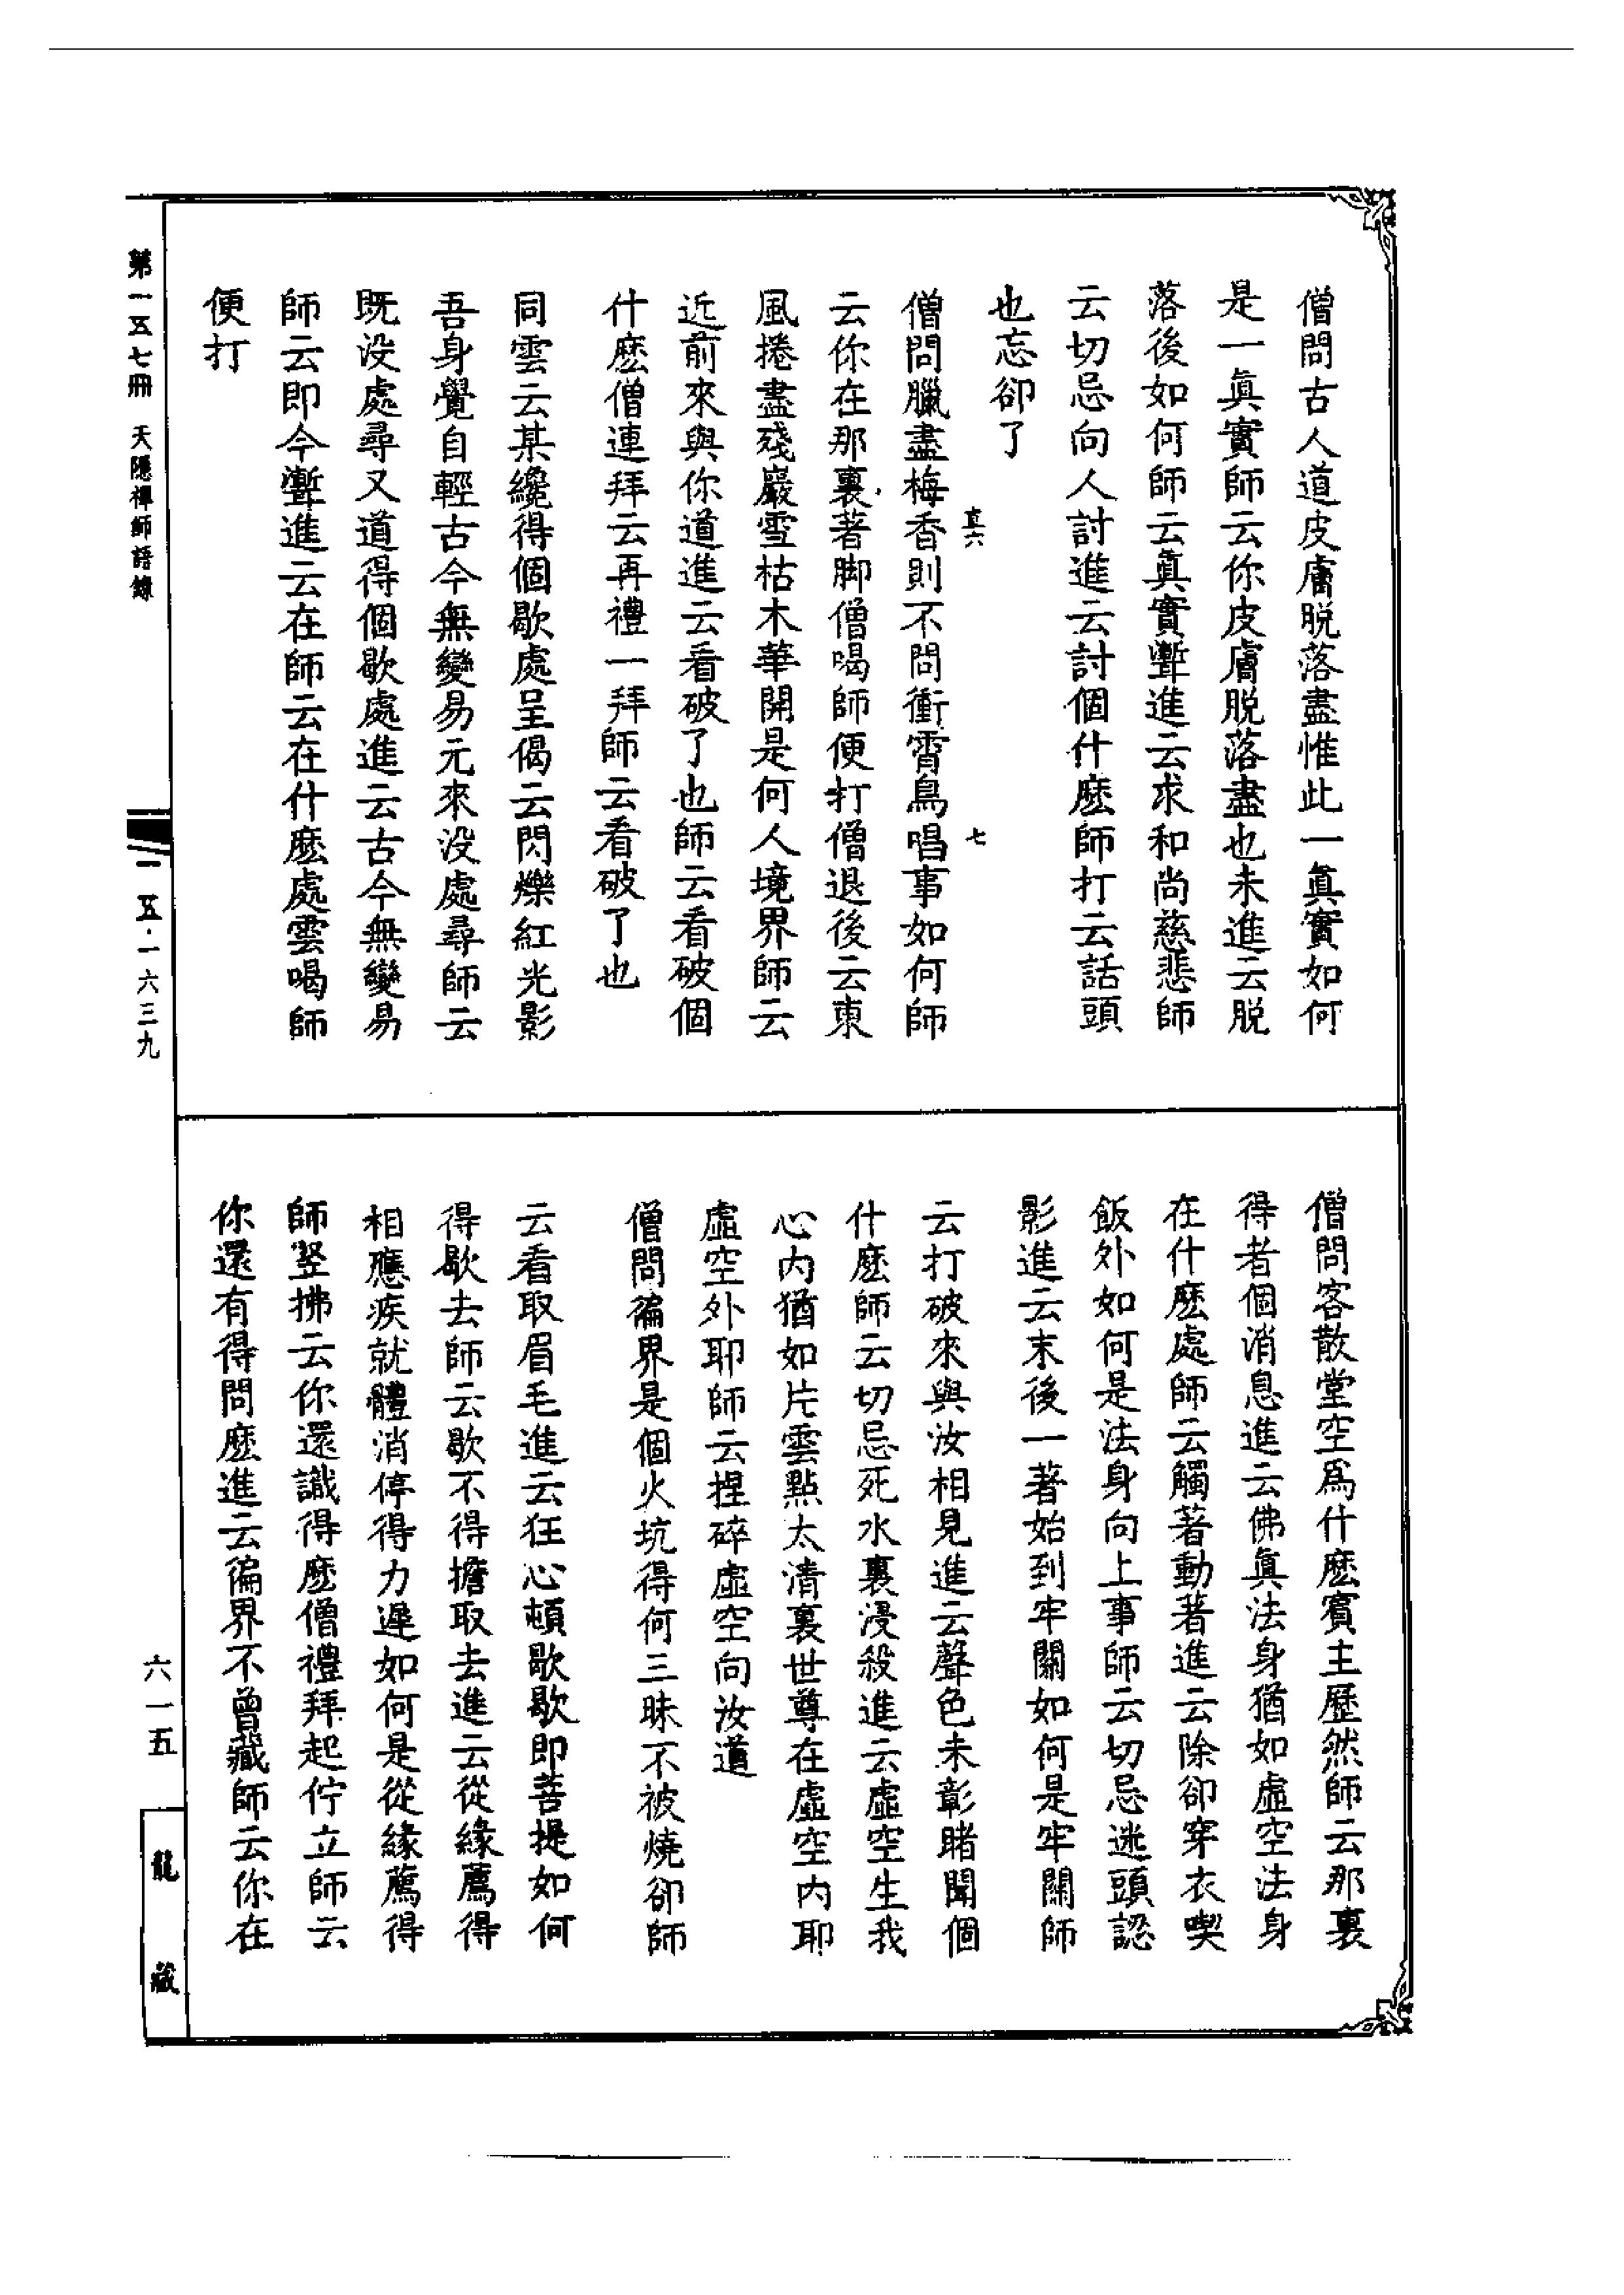 僧問古人道皮膚脱落盡惟此一眞實如何
是一眞實師云你皮膚脱落盡也未進云脱
落後如何師云眞實聻進云求和尚慈悲師
云切忌向人討進云討個什麽師打云話頭
也忘卻了
真六 七
僧問臘盡梅香則不問衝霄鳥唱事如何師
云你在那裏著脚僧喝師便打僧退後云東
風捲盡殘巖雪枯木華開是何人境界師云
近前來與你道進云看破了也師云看破個
什麽僧連拜云再禮一拜師云看破了也
同雲云某纔得個歇處呈偈云閃爍紅光影
吾身覺自輕古今無變易元來没處尋師云
既没處尋又道得個歇處進云古今無變易
師云即今聻進云在師云在什麽處雲喝師
便打
僧問客散堂空爲什麽賓主歷然師云那裏
得者個消息進云佛眞法身猶如虛空法身
在什麽處師云觸著動著進云除卻穿衣喫
飯外如何是法身向上事師云切忌迷頭認
影進云末後一著始到牢關如何是牢關師
云打破來與汝相見進云聲色未彰睹聞個
什麽師云切忌死水裏浸殺進云虛空生我
心内猶如片雲點太清裏世尊在虛空内耶
虛空外耶師云捏碎虛空向汝道
僧問徧界是個火坑得何三昧不被燒卻師
云看取眉毛進云狂心頓歇歇即菩提如何
得歇去師云歇不得擔取去進云從緣薦得
相應疾就體消停得力遲如何是從緣薦得
師竪拂云你還識得麽僧禮拜起佇立師云
你還有得問麽進云徧界不曾藏師云你在
第一五七冊 天隱禪師語錄
一五·一六三九
六一五
龍藏